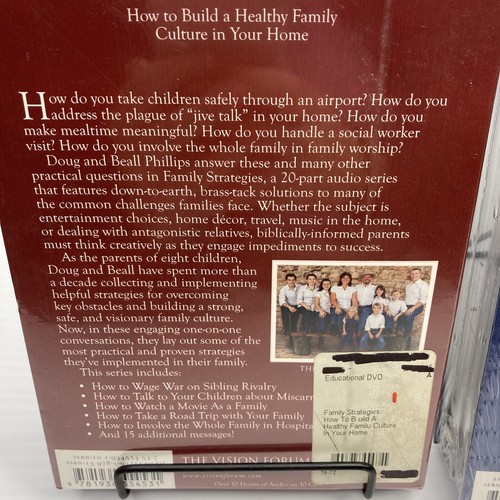 How to Build a Healthy Family
Culture in Your Home
How do you take children safely through an airport? How do you
address the plague of "jive talk" in your home? How do you
make mealtime meaningful? How do you handle a social worker
visit? How do you involve the whole family in family worship?
Doug and Beall Phillips answer these and many other
practical questions in Family Strategies, a 20-part audio series
that features down-to-earth, brass-tack solutions to many of
the common challenges families face. Whether the subject is
entertainment choices, home décor, travel, music in the home,
or dealing with antagonistic relatives, biblically-informed parents
must think creatively as they engage impediments to success.
As the parents of eight children,
Doug and Beall have spent more than
a decade collecting and implementing
helpful strategies for overcoming
key obstacles and building a strong,
safe, and visionary family culture.
Now, in these engaging one-on-one
conversations, they lay out some of the
most practical and proven strategies
they've implemented in their family.
This series includes:
• How to Wage War on Sibling Rivalry
• How to Talk to Your Children about Miscarr
• How to Watch a Movie As a Family
• How to Take a Road Trip with Your Family
• How to Involve the Whole Family in Hospita
• And 15 additional messages!
TH
Educational DVD
A
Family Strategies:
How To Build A
Healthy Family Culture
in Your Home
THE VISION FORUM
www.visionforum
Over 10 Hours of Audio on 10